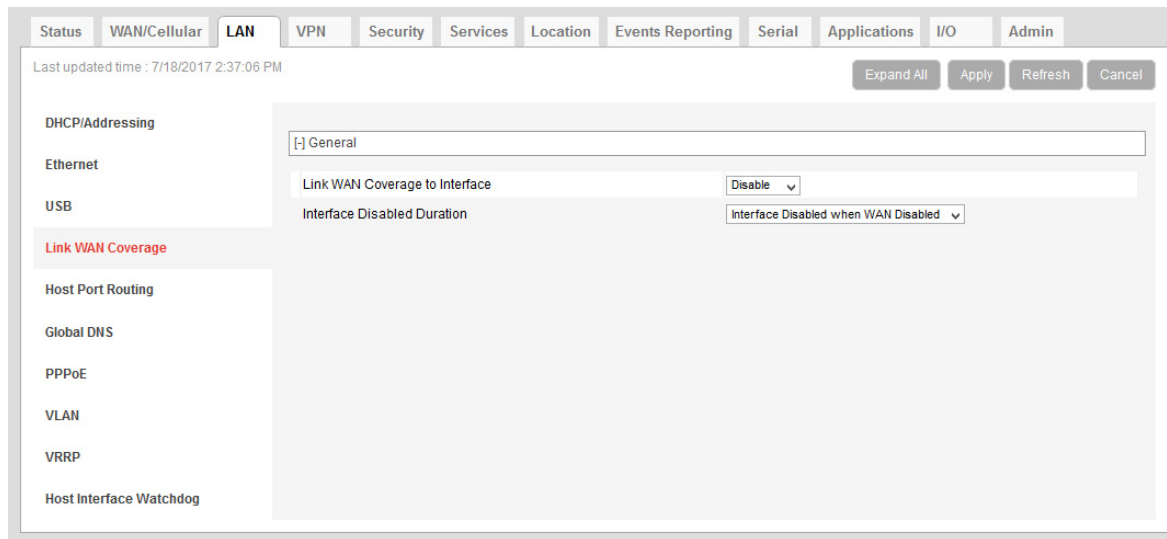 Status WAN/Cellular LAN VPN Security Services Location Events Reporting Serial Applications I/O Admin
Last updated time : 7/18/2017 2:37:06 PM
Expand All Apply Refresh Cancel
DHCP/Addressing
Ethernet
USB
Link WAN Coverage
Host Port Routing
Global DNS
PPPoE
VLAN
VRRP
Host Interface Watchdog
[-] General
Link WAN Coverage to Interface Disable
Interface Disabled Duration Interface Disabled when WAN Disabled